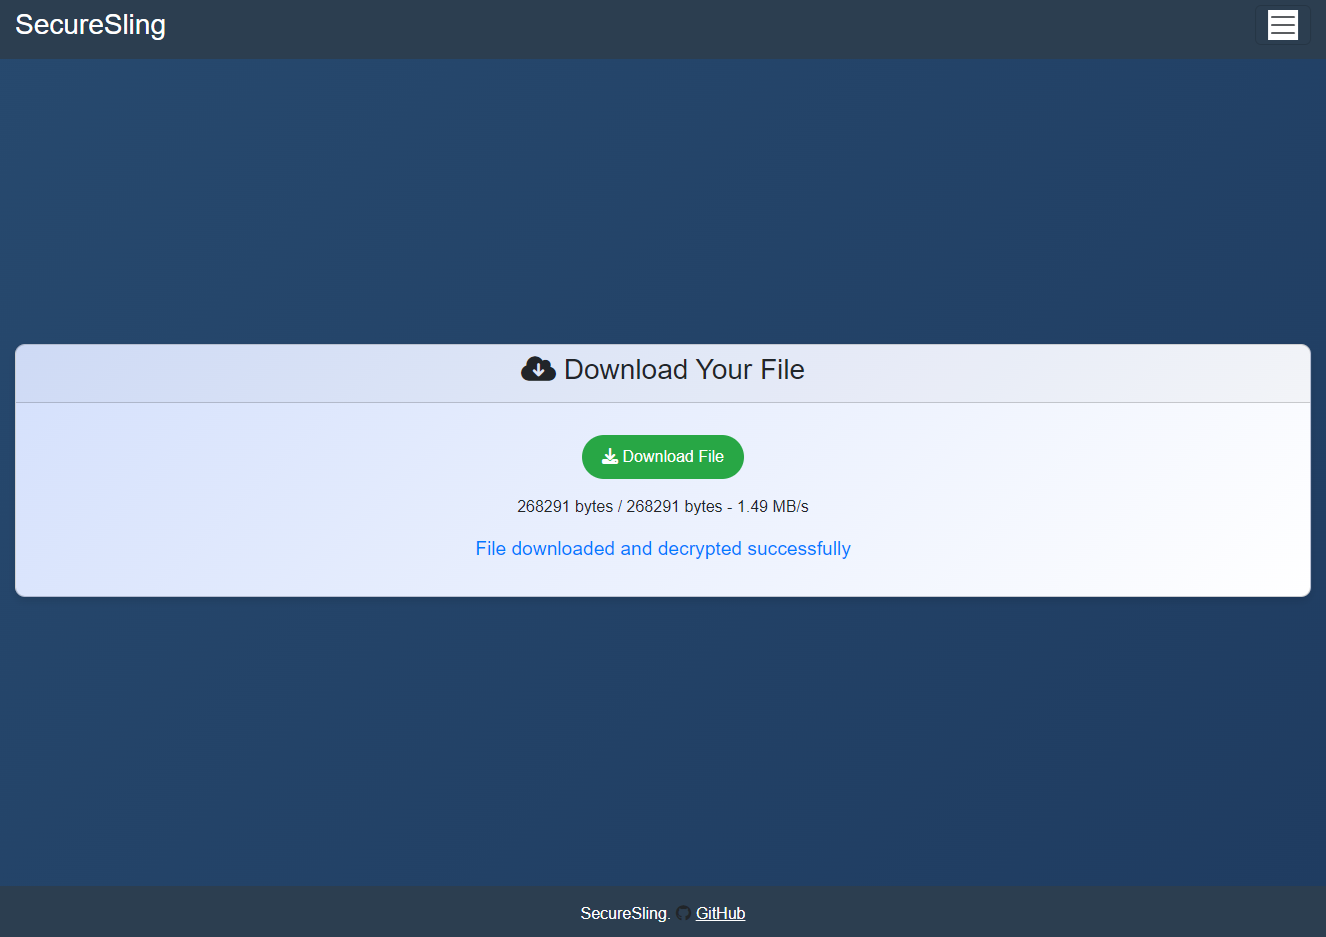 SecureSling
Download Your File
Download File
268291 bytes / 268291 bytes - 1.49 MB/s
File downloaded and decrypted successfully
SecureSling. GitHub